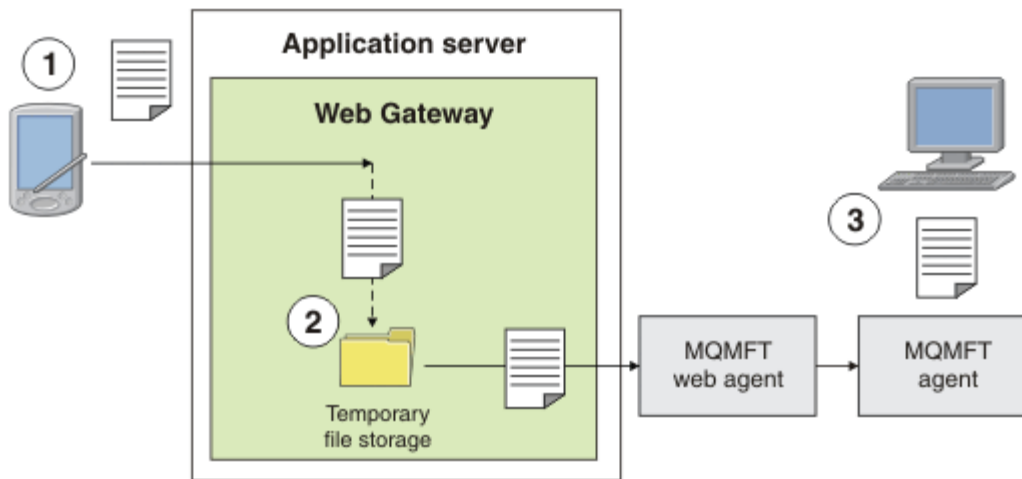 1
Application server
Web Gateway
3
2
MQMFT
web agent
MQMFT
agent
Temporary
file storage